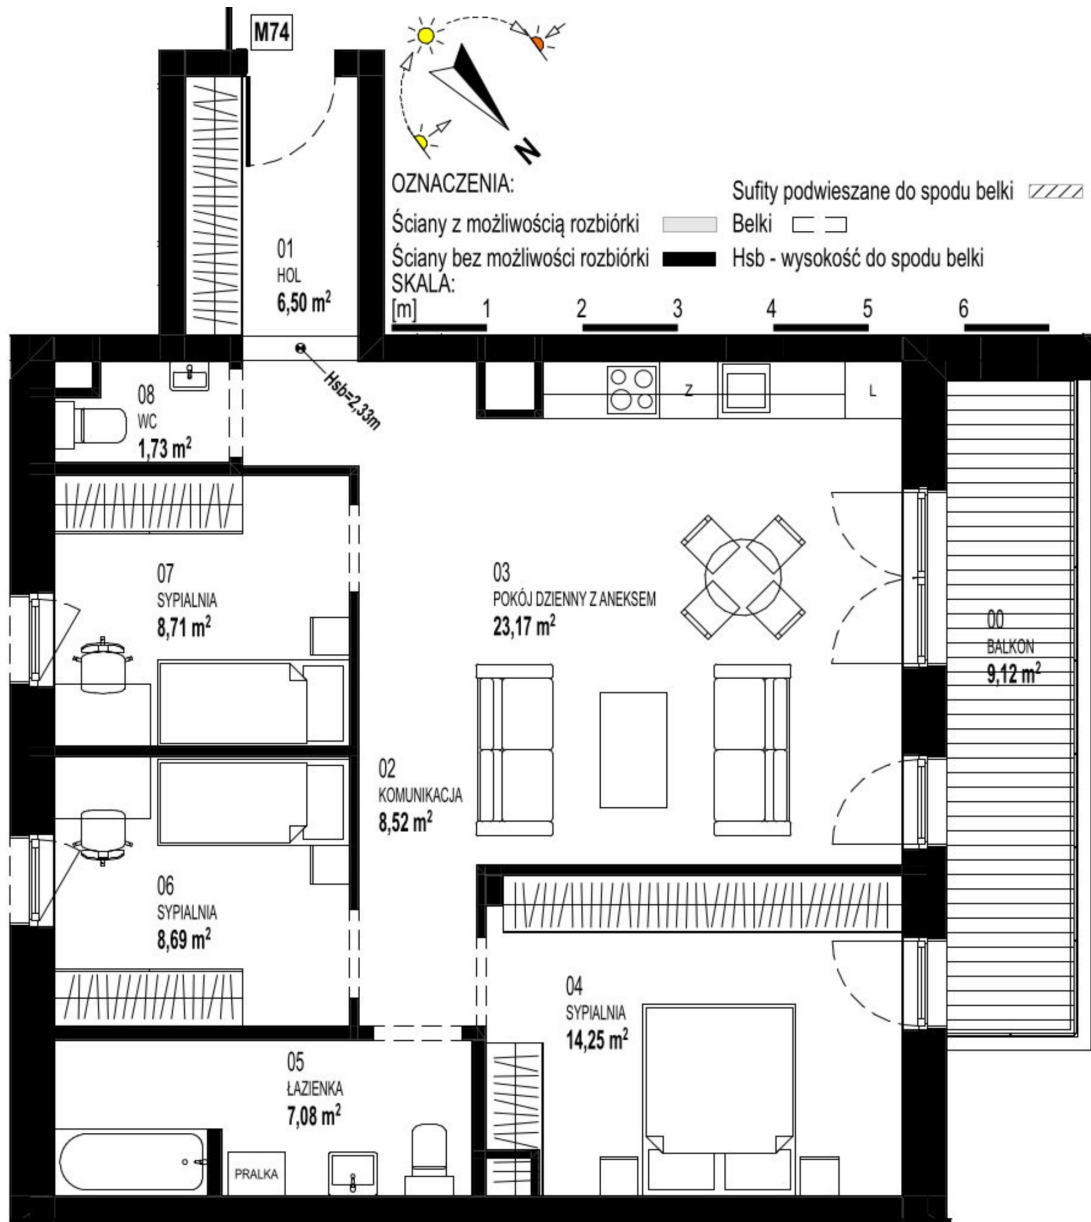 M74
N
OZNACZENIA:
Sufity podwieszane do spodu belki
Ściany z możliwością rozbiórki
Belki
Ściany bez możliwości rozbiórki
Hsb - wysokość do spodu belki
SKALA:
[m] 1 2 3 4 5 6
01
HOL
6,50 m²
Hsb=2,33m
08
WC
1,73 m²
Z
L
07
SYPIALNIA
8,71 m²
03
POKÓJ DZIENNY Z ANEKSEM
23,17 m²
00
BALKON
9,12 m²
02
KOMUNIKACJA
8,52 m²
06
SYPIALNIA
8,69 m²
04
SYPIALNIA
14,25 m²
05
ŁAZIENKA
7,08 m²
PRALKA